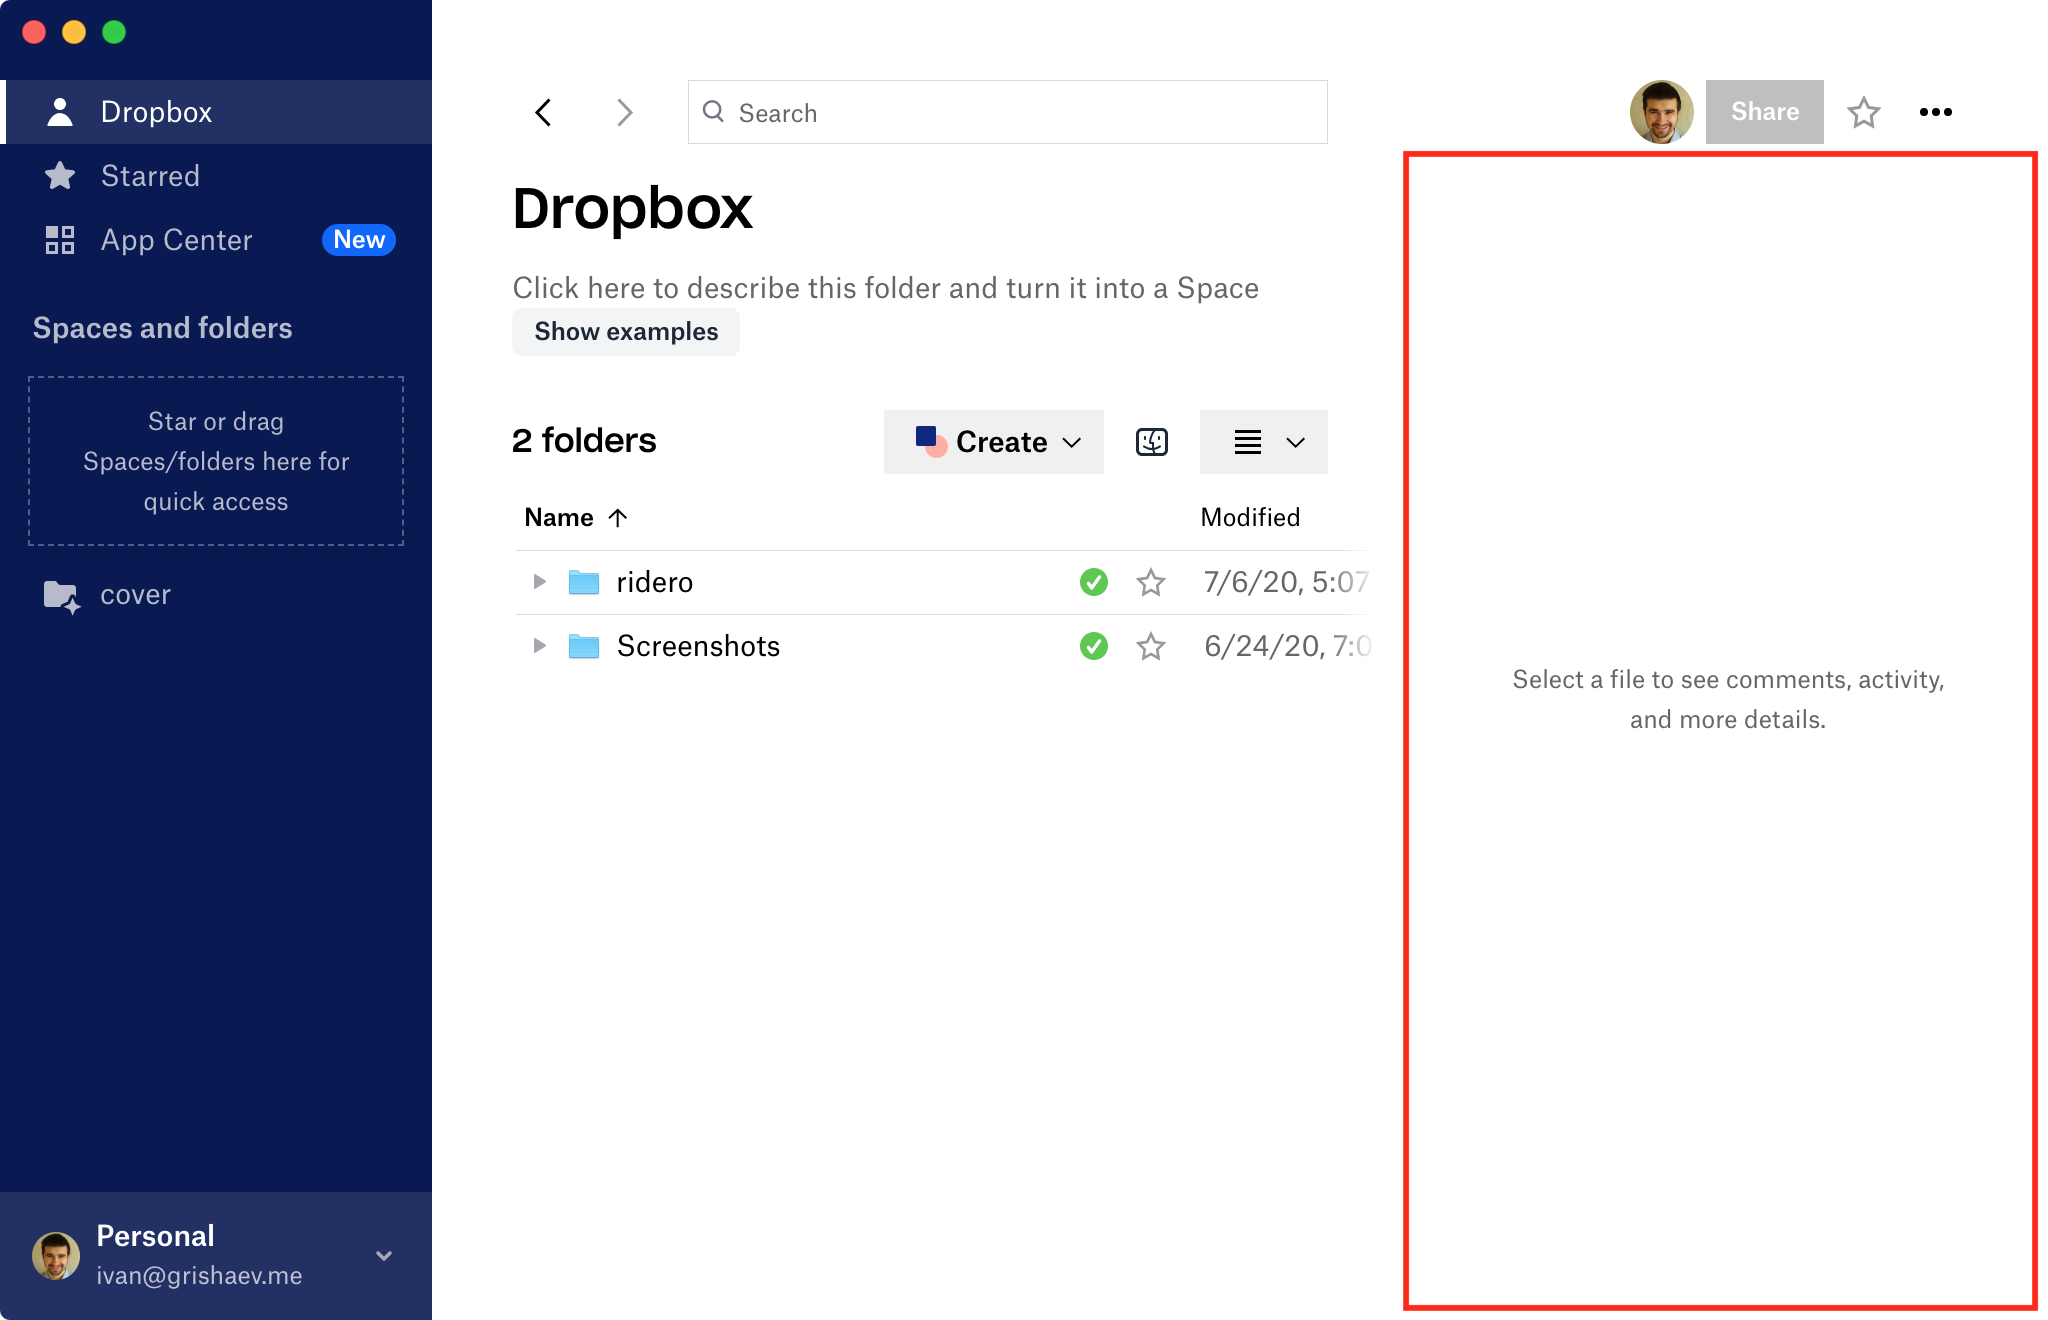 Dropbox
Starred
App Center New
Spaces and folders
Star or drag
Spaces/folders here for
quick access
cover
Personal
ivan@grishaev.me
Search
Share
Dropbox
Click here to describe this folder and turn it into a Space
Show examples
2 folders
Create
Name Modified
ridero 7/6/20, 5:07
Screenshots 6/24/20, 7:0
Select a file to see comments, activity,
and more details.